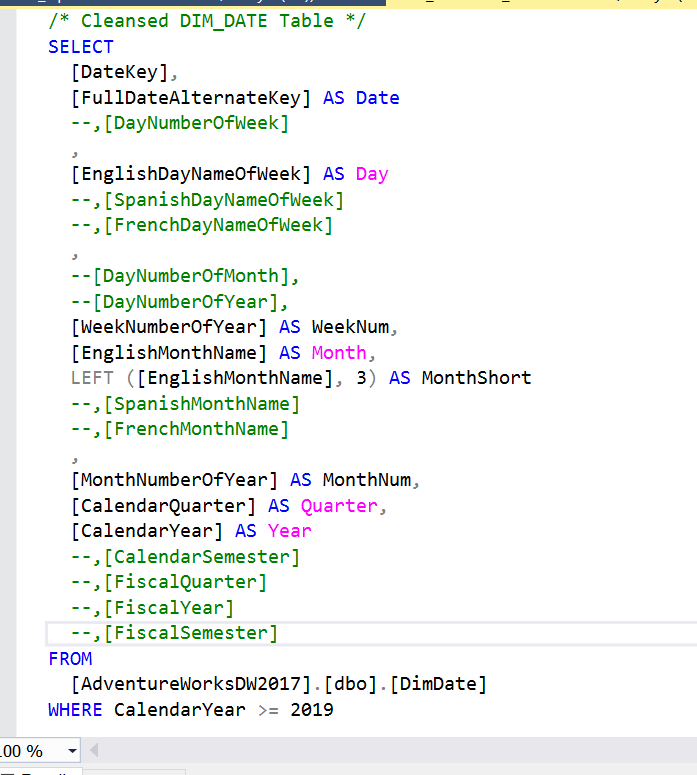 /* Cleansed DIM_DATE Table */
SELECT
[DateKey],
[FullDateAlternateKey] AS Date
--,[DayNumberOfWeek]
,
[EnglishDayNameOfWeek] AS Day
--,[SpanishDayNameOfWeek]
--,[FrenchDayNameOfWeek]
,
--[DayNumberOfMonth],
--[DayNumberOfYear],
[WeekNumberOfYear] AS WeekNum,
[EnglishMonthName] AS Month,
LEFT ([EnglishMonthName], 3) AS MonthShort
--,[SpanishMonthName]
--,[FrenchMonthName]
,
[MonthNumberOfYear] AS MonthNum,
[CalendarQuarter] AS Quarter,
[CalendarYear] AS Year
--,[CalendarSemester]
--,[FiscalQuarter]
--,[FiscalYear]
--,[FiscalSemester]
FROM
[AdventureWorksDW2017].[dbo].[DimDate]
WHERE CalendarYear >= 2019
.00 %